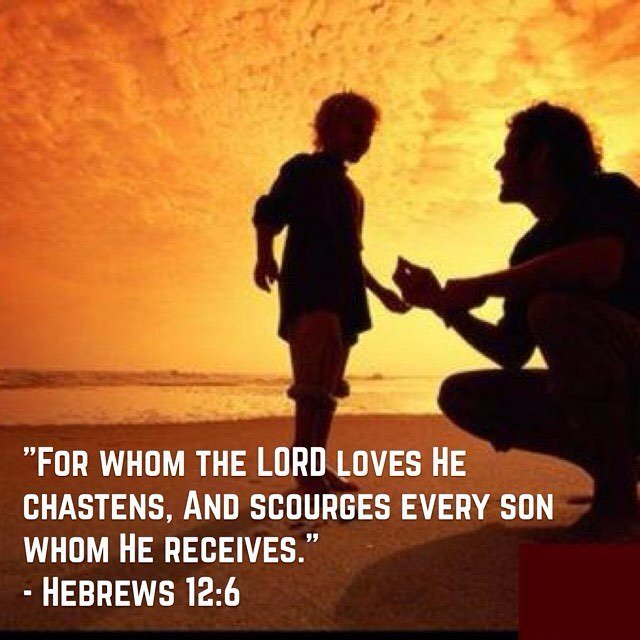 "For whom the LORD loves He
chastens, And scourges every son
whom He receives."
- Hebrews 12:6